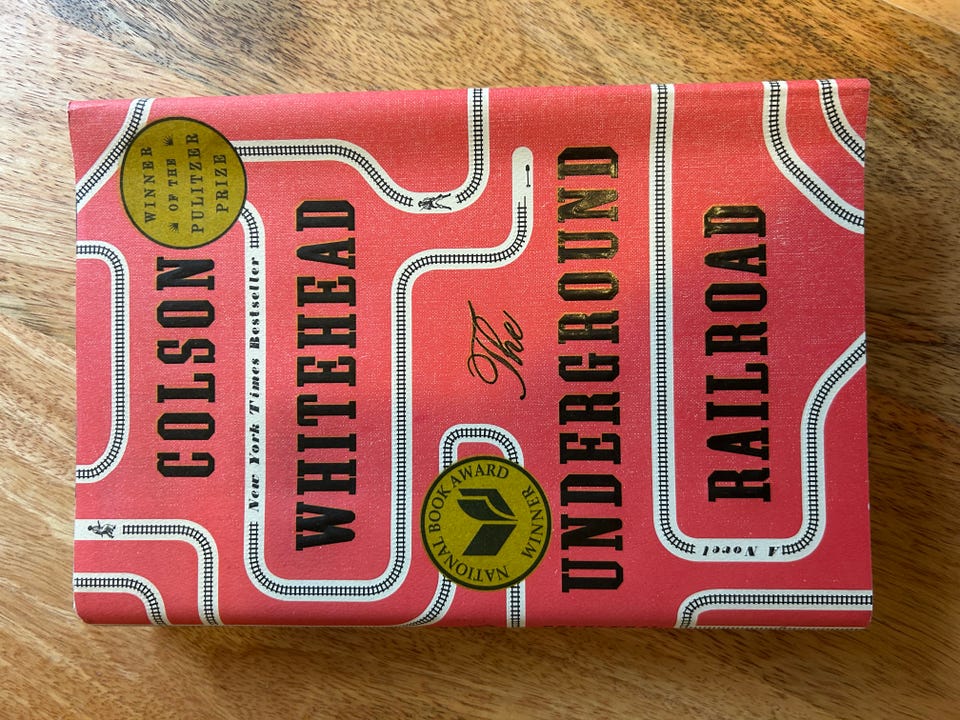 WINNER
OF THE
PULITZER
PRIZE
COLSON
New York Times Bestseller
WHITEHEAD
The
NATIONAL BOOK AWARD
WINNER
UNDERGROUND
RAILROAD
A Novel